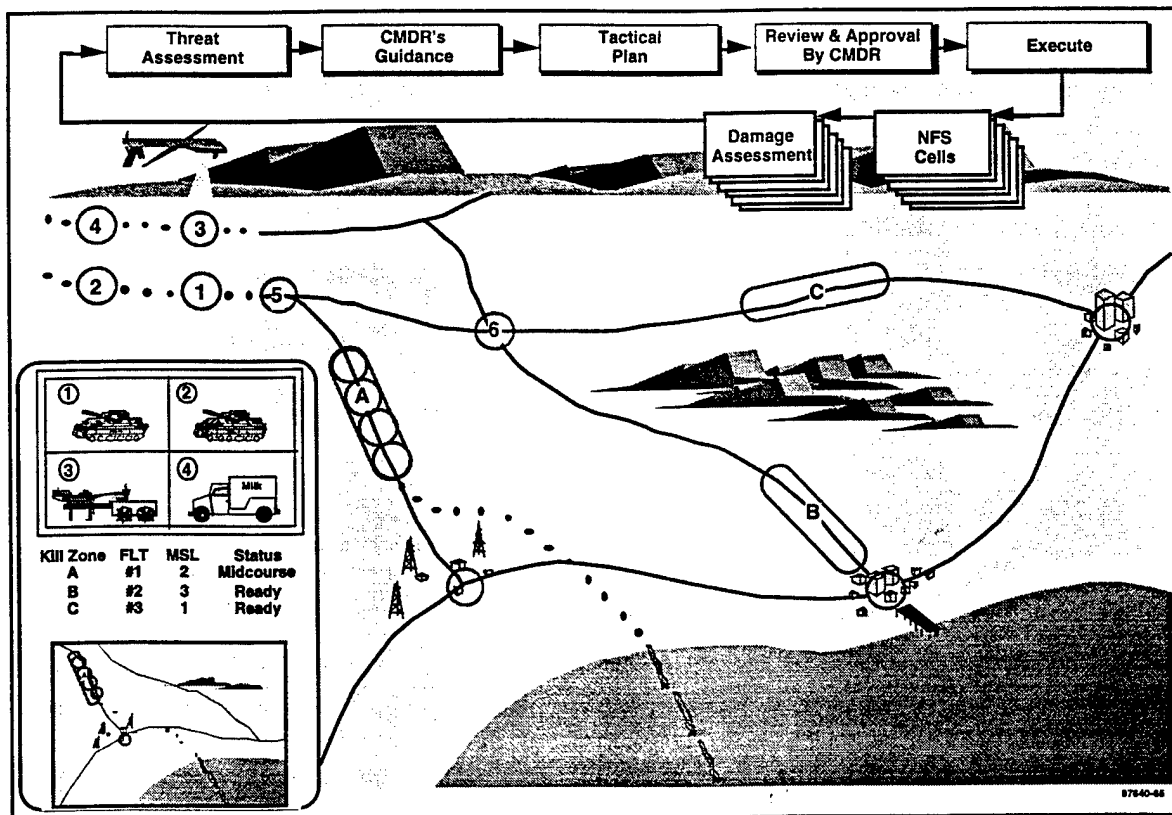 Threat
Assessment
CMDR's
Guidance
Tactical
Plan
Review & Approval
By CMDR
Execute
Damage
Assessment
NFS
Cells
4
3
2
1
5
6
C
A
B
1
2
3
4
Milk
Kill Zone FLT MSL Status
A #1 2 Midcourse
B #2 3 Ready
C #3 1 Ready
97640-65